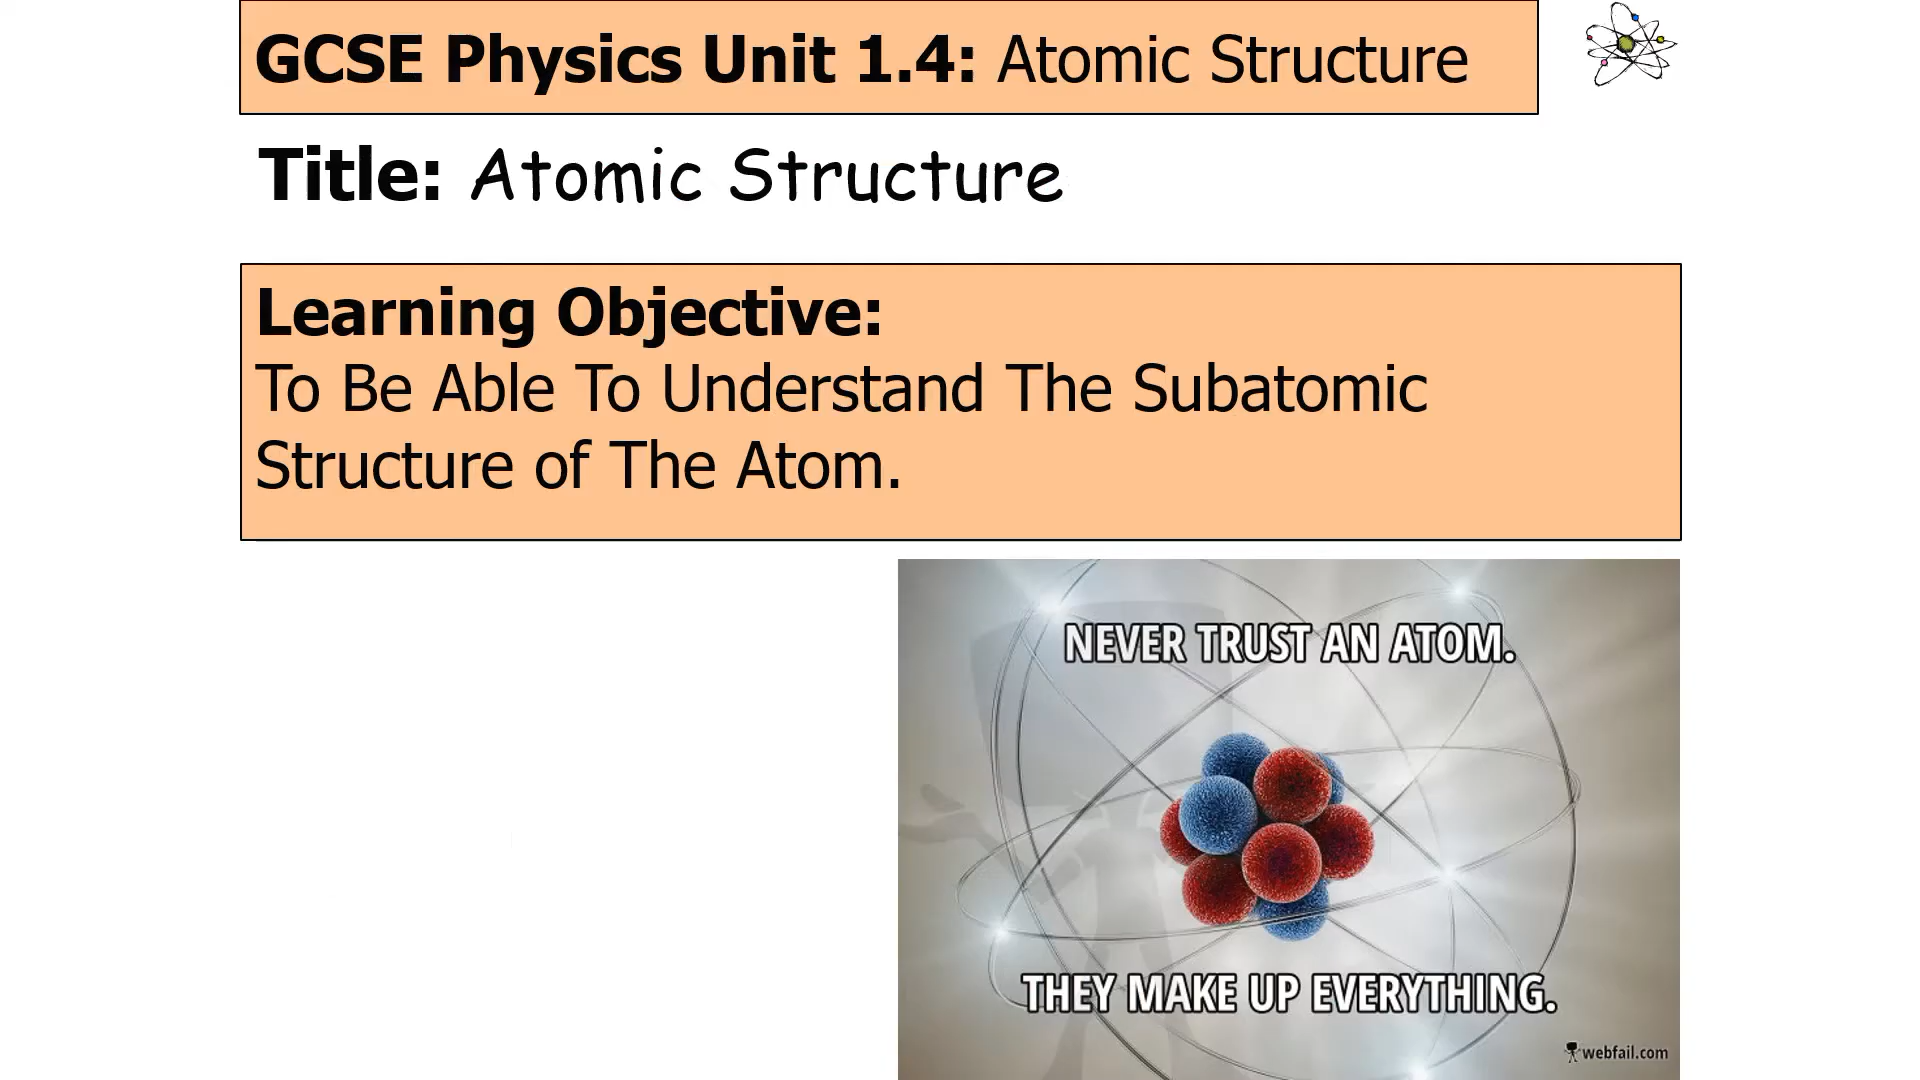 GCSE Physics Unit 1.4: Atomic Structure
Title: Atomic Structure
Learning Objective:
To Be Able To Understand The Subatomic
Structure of The Atom.
NEVER TRUST AN ATOM.
THEY MAKE UP EVERYTHING.
webfail.com